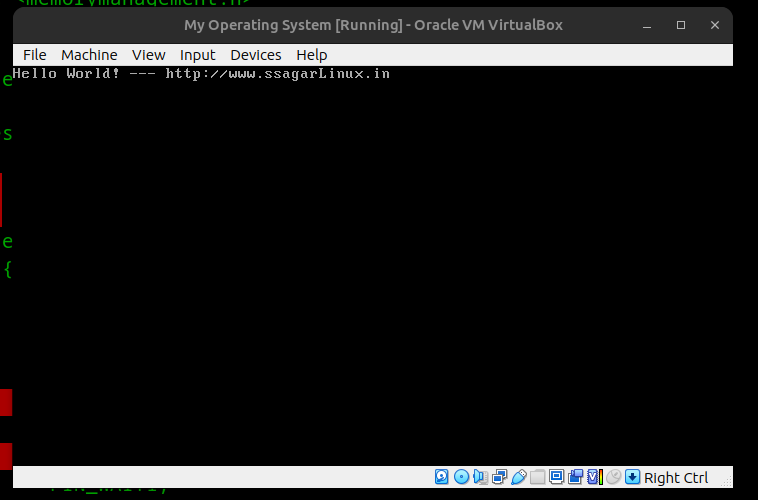 <memorymanagement.h>
My Operating System [Running] - Oracle VM VirtualBox
File Machine View Input Devices Help
Hello World! --- http://www.ssagarLinux.in
e
s
e
{
Right Ctrl